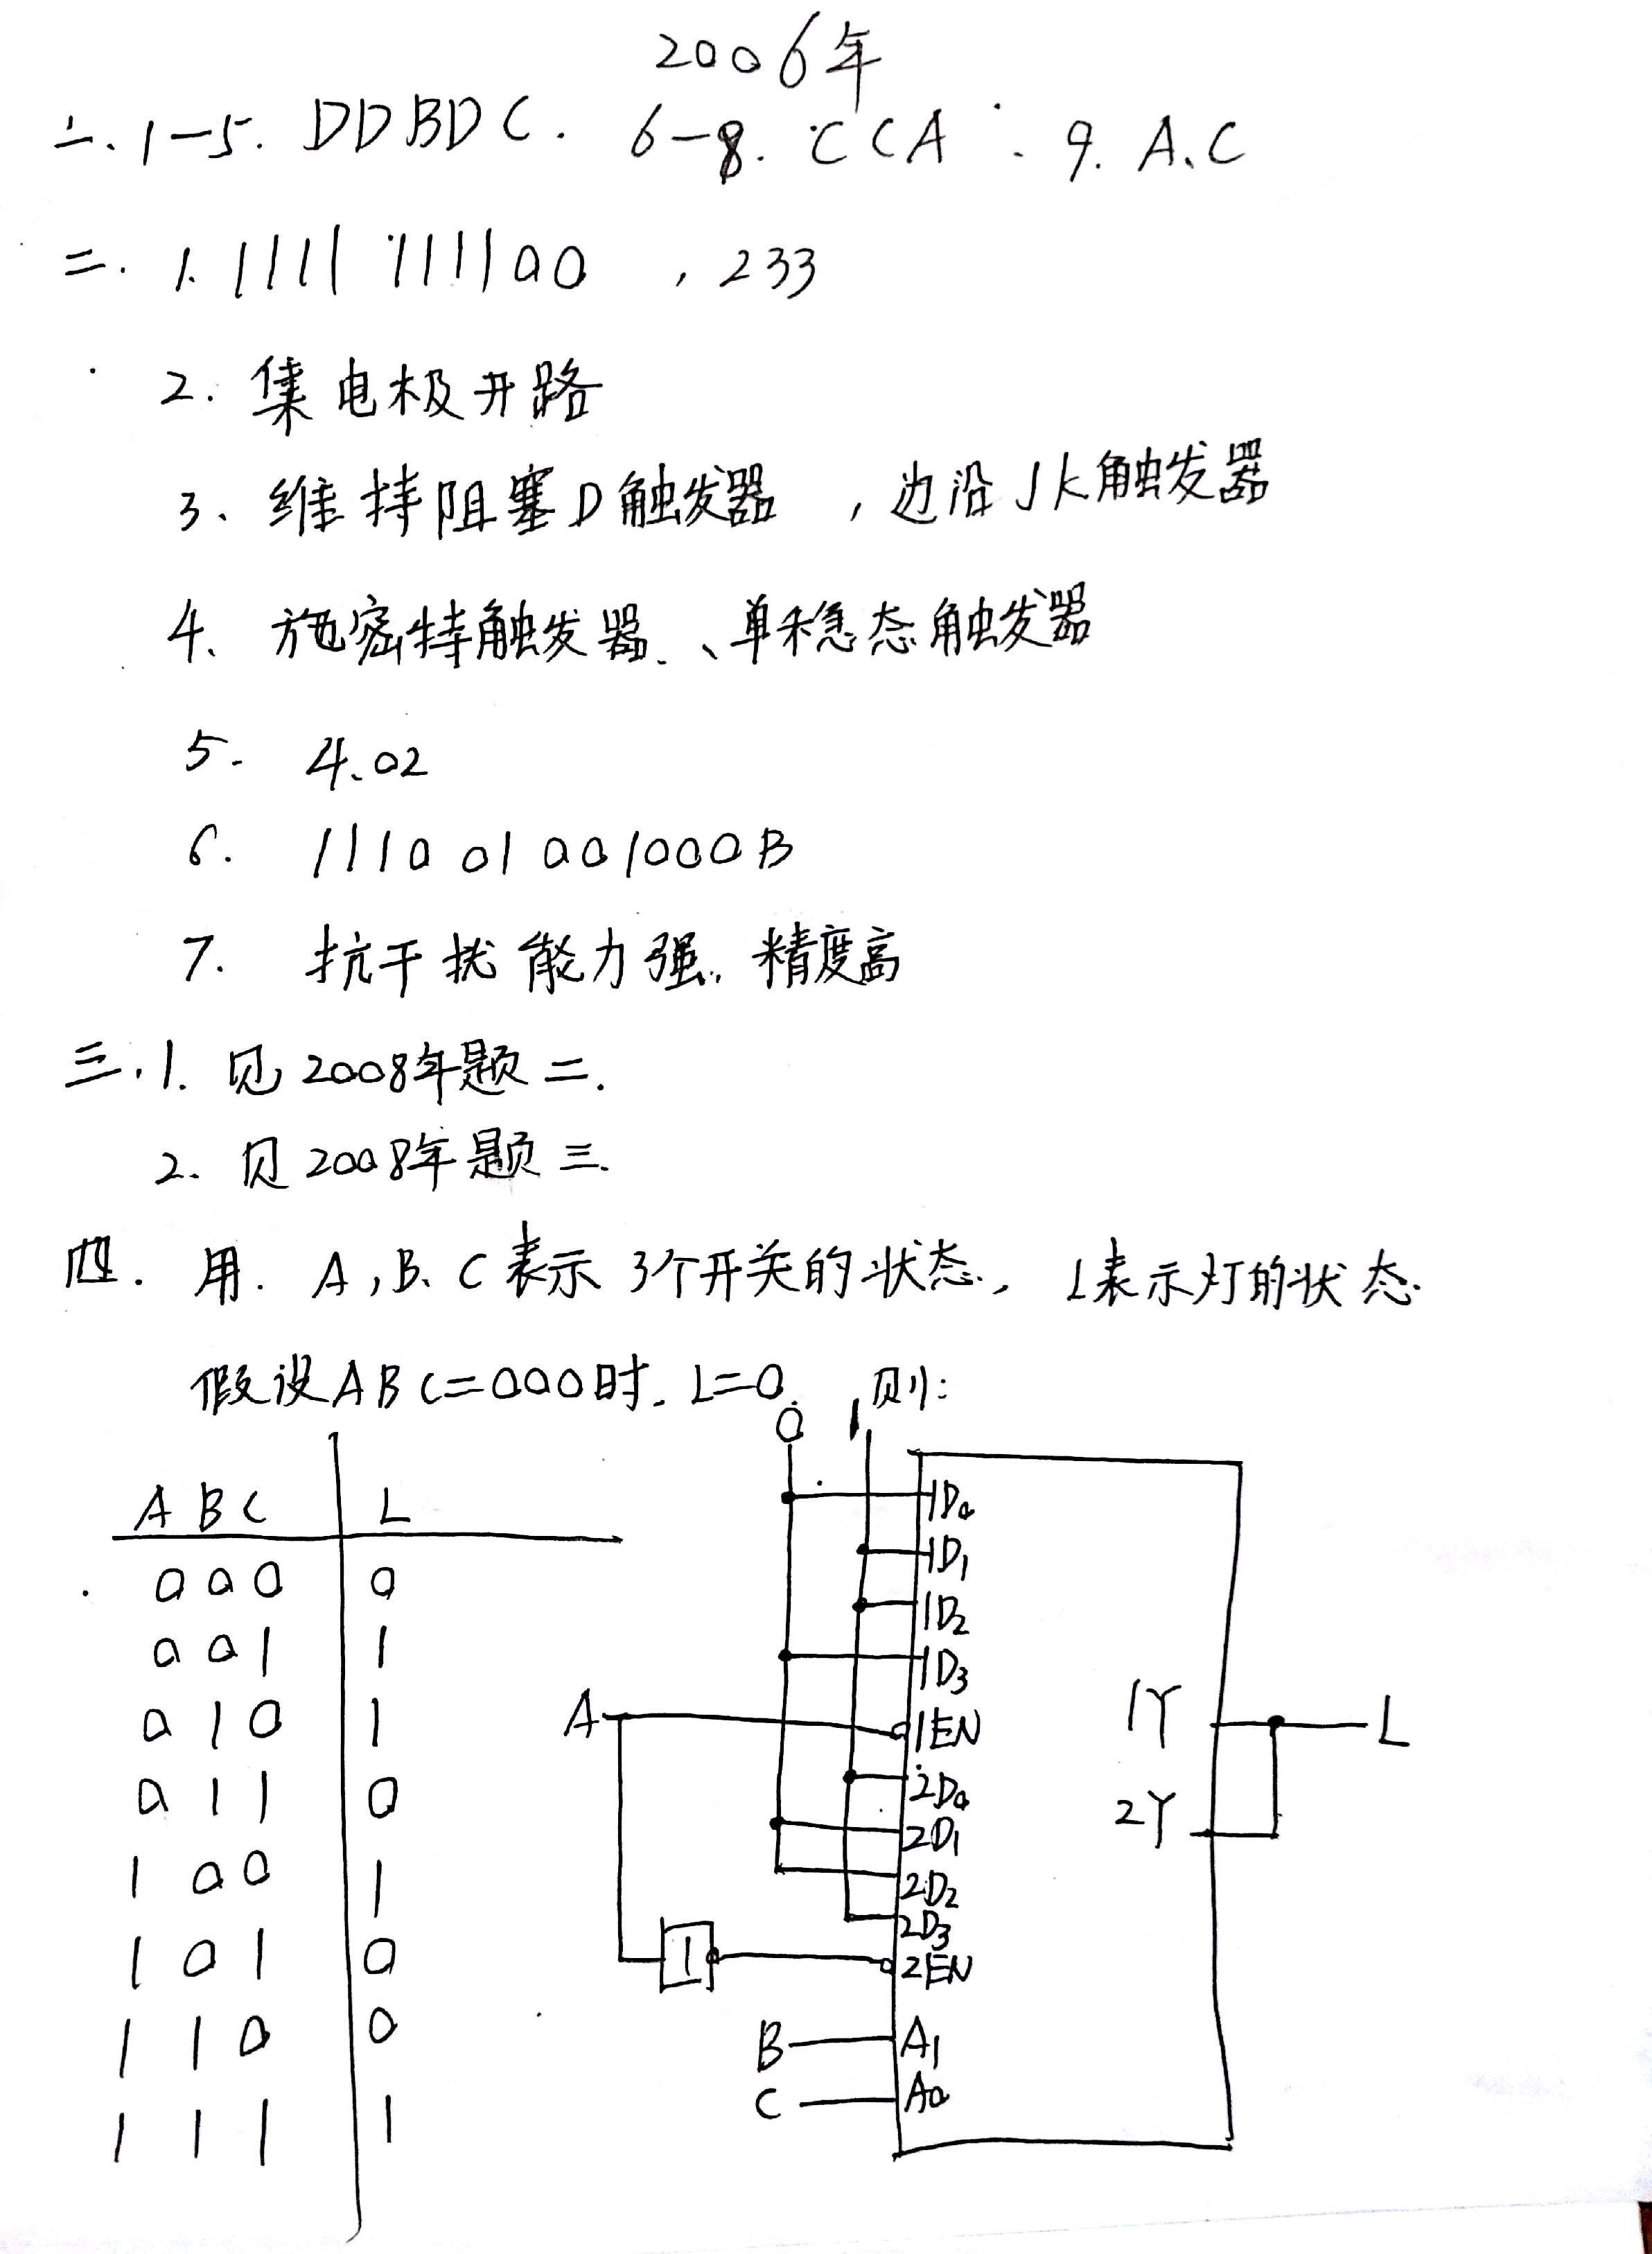 2006年
一、1-5. DDBDC. 6-8. CCA. 9. A、C
二. 1. 1111 111100 , 233
2. 集电极开路
3、维持阻塞D触发器 ,边沿JK触发器
4、施密特触发器、单稳态触发器
5. 4.02
6. 111001001000B
7. 抗干扰能力强. 精度高
三.1. 见2008年题二.
2. 见2008年题三.
四. 用. A,B、C表示3个开关的状态, L表示灯的状态.
假设ABC=000时. L=0. 则:
0 1
A B C L
000 0
001 1
010 1
011 0
100 1
101 0
110 0
111 1
1D0
1D1
1D2
1D3
A 1EN 1Y L
2D0
2D1 2Y
2D2
2D3
1 2EN
B A1
C A0